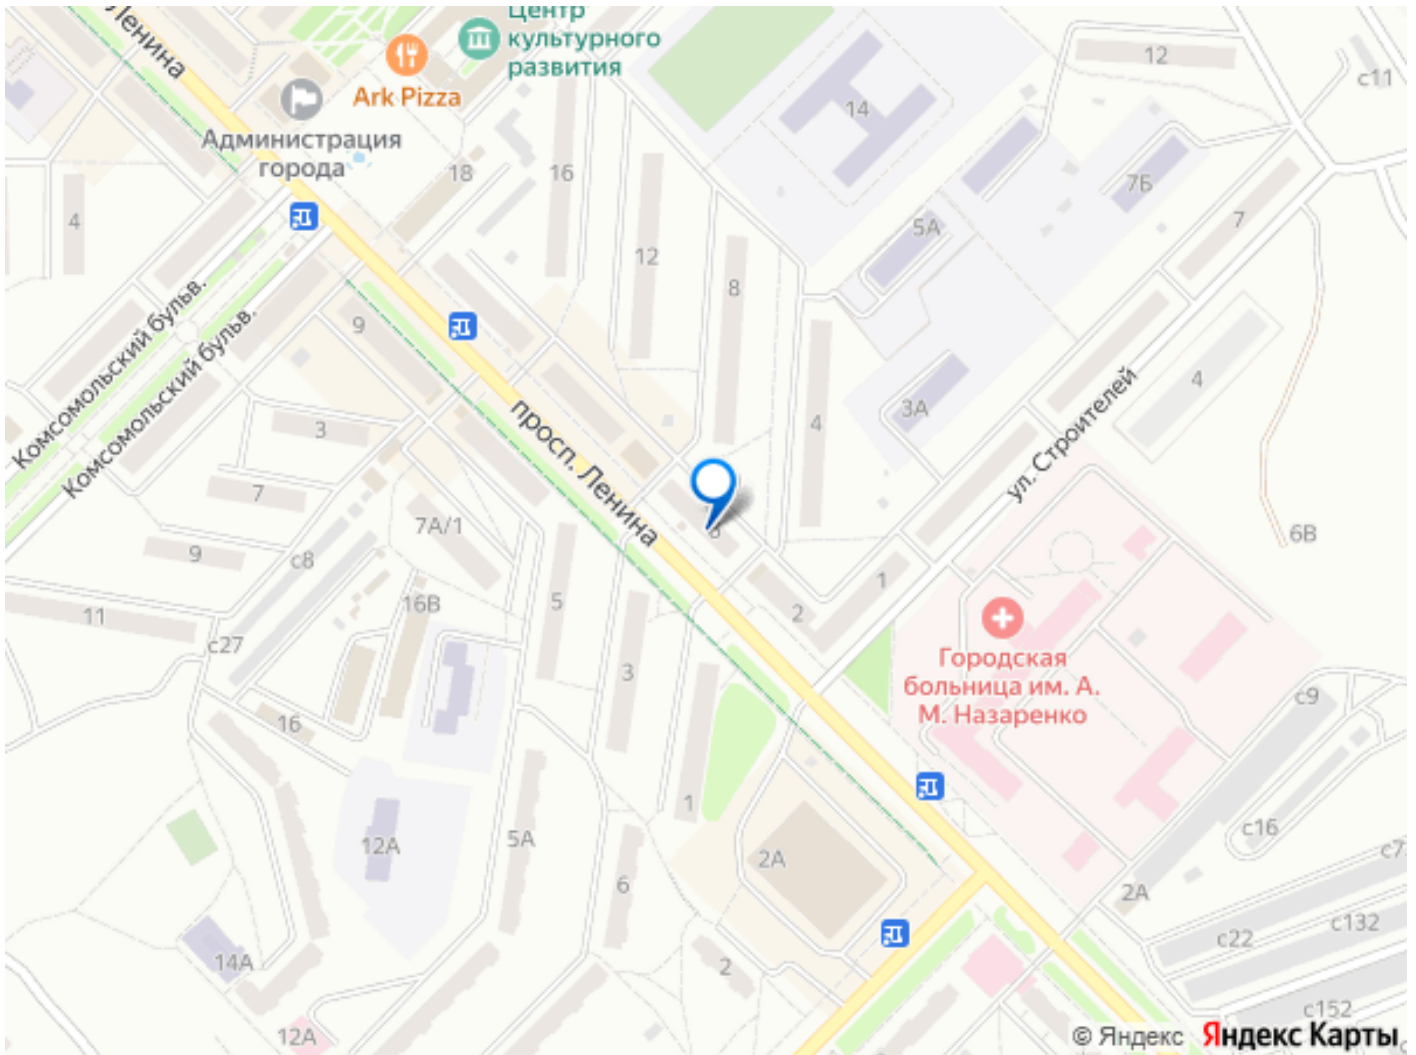 Центр
культурного
развития
Ленина
Ark Pizza
Администрация
города
12
с11
14
7Б
18
16
4
5А
7
12
8
9
Комсомольский бульв.
Комсомольский бульв.
просп. Ленина
ул. Строителей
4
3А
4
3
7
7А/1
9
с8
6В
1
2
11
16В
5
с27
3
Городская
больница им. А.
М. Назаренко
с9
16
1
12А
5А
2А
с16
6
2А
с22
с132
14А
2
12А
с152
© Яндекс Яндекс Карты